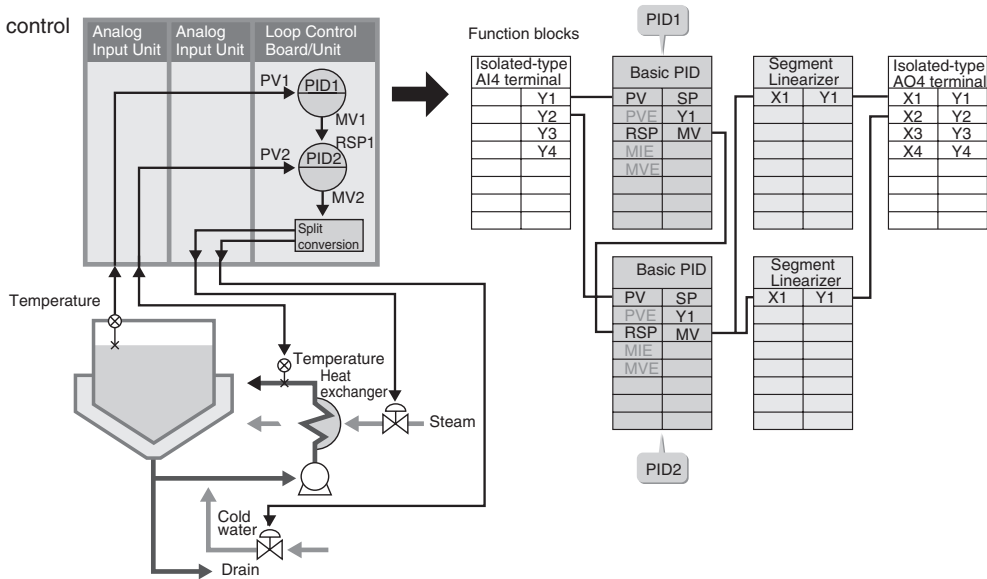 control
Analog
Input Unit
Analog
Input Unit
Loop Control
Board/Unit
PV1
PID1
MV1
RSP1
PV2
PID2
MV2
Split
conversion
Temperature
Temperature
Heat
exchanger
Steam
Cold
water
Drain
Function blocks
PID1
Isolated-type
AI4 terminal
Y1
Y2
Y3
Y4
Basic PID
PV SP
PVE Y1
RSP MV
MIE
MVE
Segment
Linearizer
X1 Y1
Isolated-type
AO4 terminal
X1 Y1
X2 Y2
X3 Y3
X4 Y4
Basic PID
PV SP
PVE Y1
RSP MV
MIE
MVE
Segment
Linearizer
X1 Y1
PID2